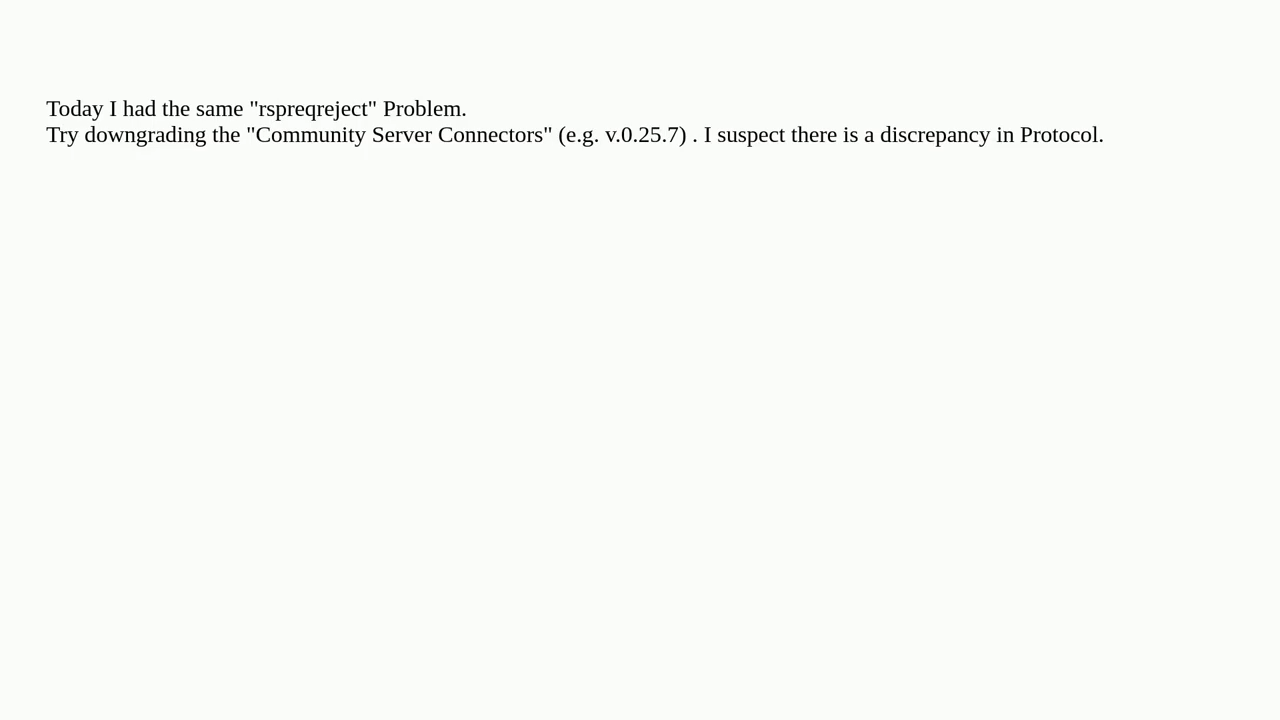 Today I had the same "rspreqreject" Problem.
Try downgrading the "Community Server Connectors" (e.g. v.0.25.7) . I suspect there is a discrepancy in Protocol.